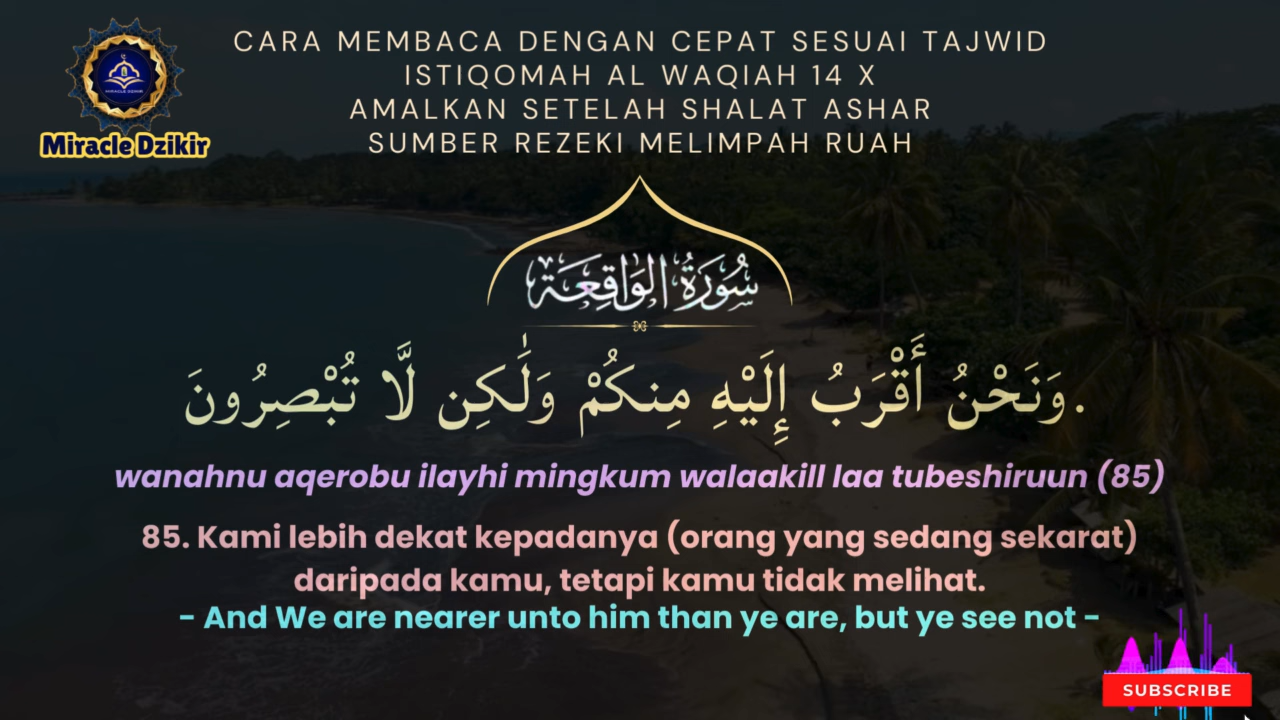 CARA MEMBACA DENGAN CEPAT SESUAI TAJWID
ISTIQOMAH AL WAQIAH 14 X
AMALKAN SETELAH SHALAT ASHAR
SUMBER REZEKI MELIMPAH RUAH
MIRACLE DZIKIR
Miracle Dzikir
سُورَةُ الوَاقِعَة
وَنَحْنُ أَقْرَبُ إِلَيْهِ مِنكُمْ وَلَٰكِن لَّا تُبْصِرُونَ.
wanahnu aqerobu ilayhi mingkum walaakill laa tubeshiruun (85)
85. Kami lebih dekat kepadanya (orang yang sedang sekarat)
daripada kamu, tetapi kamu tidak melihat.
- And We are nearer unto him than ye are, but ye see not -
SUBSCRIBE